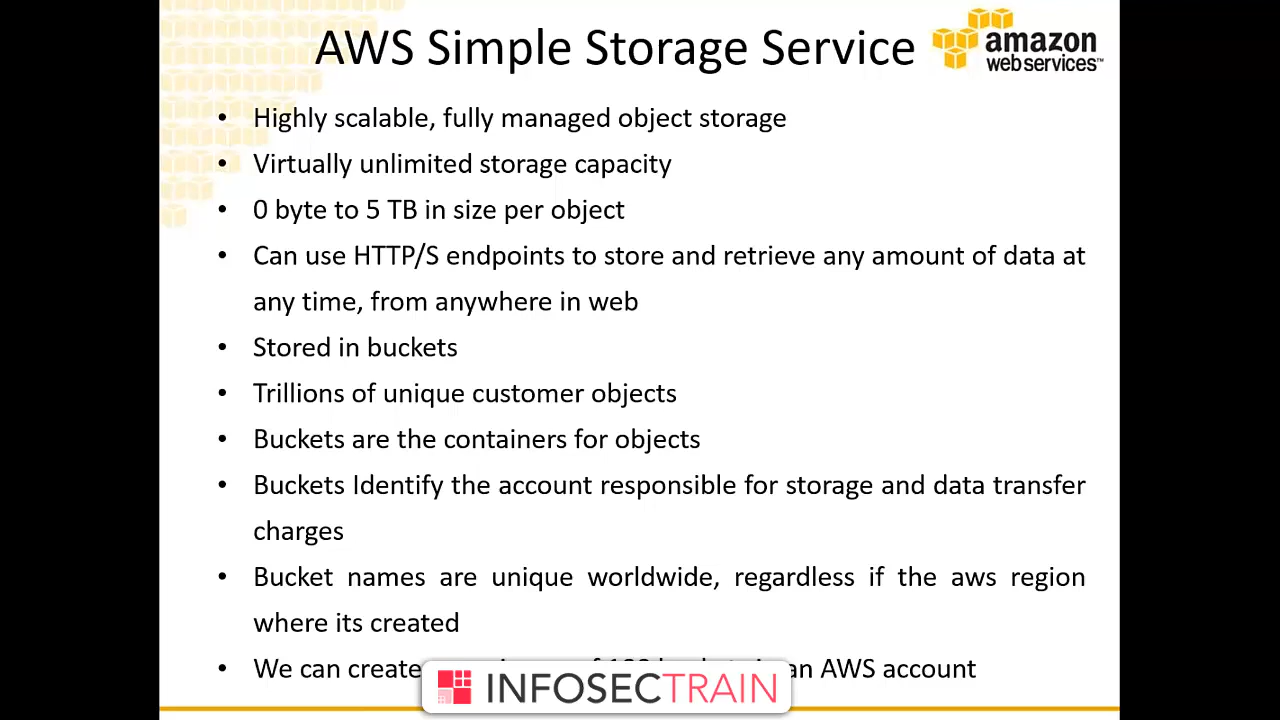 AWS Simple Storage Service
amazon
webservices™
• Highly scalable, fully managed object storage
• Virtually unlimited storage capacity
• 0 byte to 5 TB in size per object
• Can use HTTP/S endpoints to store and retrieve any amount of data at
any time, from anywhere in web
• Stored in buckets
• Trillions of unique customer objects
• Buckets are the containers for objects
• Buckets Identify the account responsible for storage and data transfer
charges
• Bucket names are unique worldwide, regardless if the aws region
where its created
• We can create an AWS account
INFOSECTRAIN